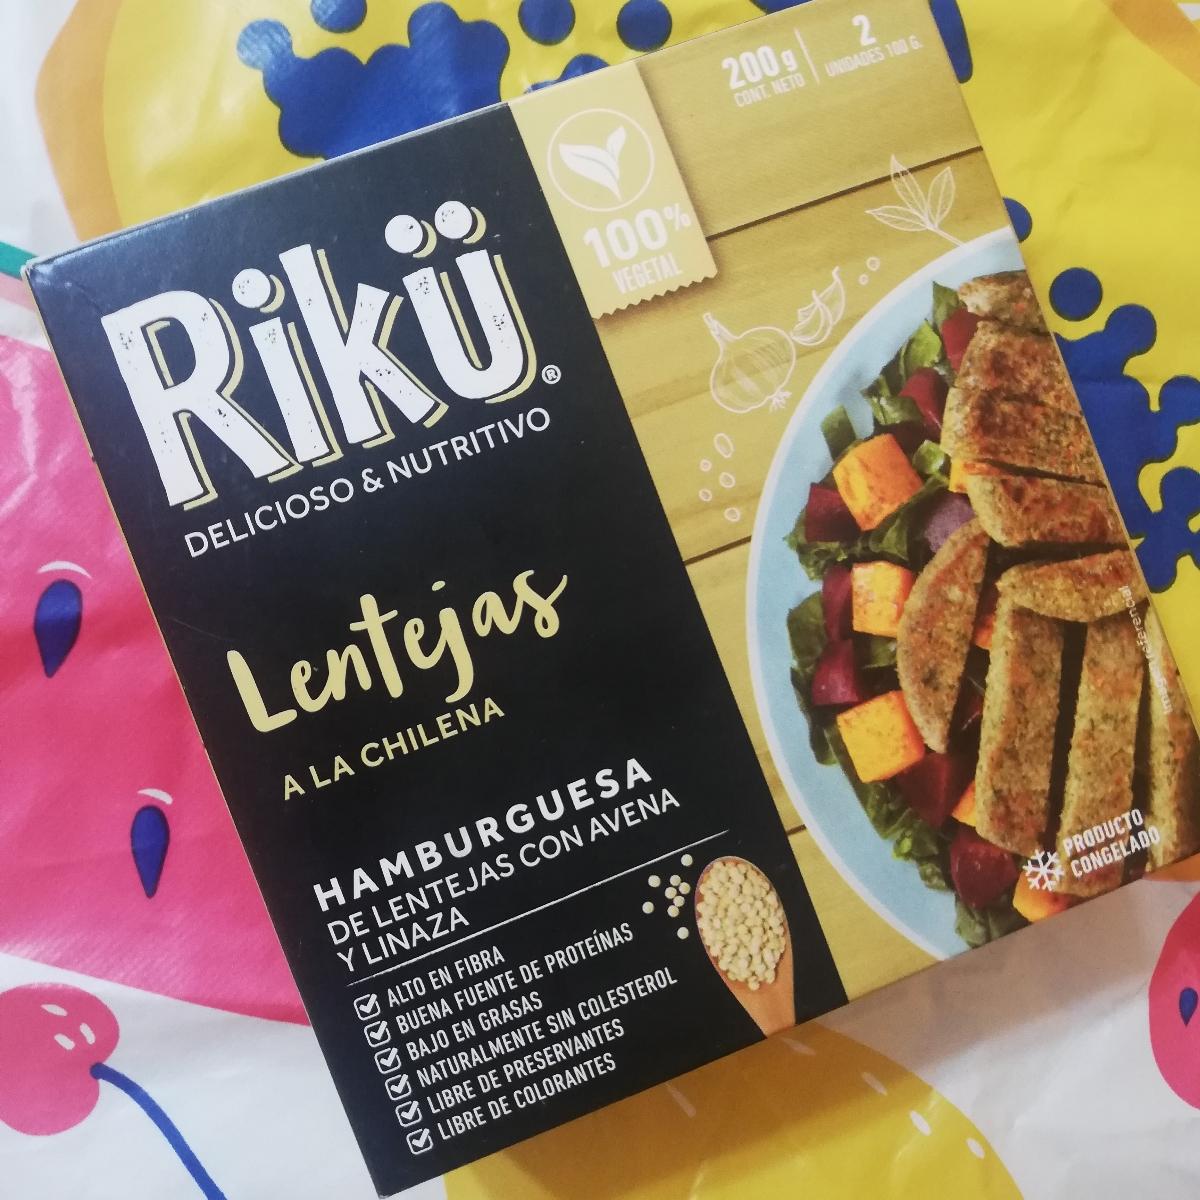 200 g
CONT. NETO
2
UNIDADES 100 G.
100%
VEGETAL
Rikü®
DELICIOSO & NUTRITIVO
Lentejas
A LA CHILENA
HAMBURGUESA
DE LENTEJAS CON AVENA
Y LINAZA
ALTO EN FIBRA
BUENA FUENTE DE PROTEÍNAS
BAJO EN GRASAS
NATURALMENTE SIN COLESTEROL
LIBRE DE PRESERVANTES
LIBRE DE COLORANTES
PRODUCTO
CONGELADO